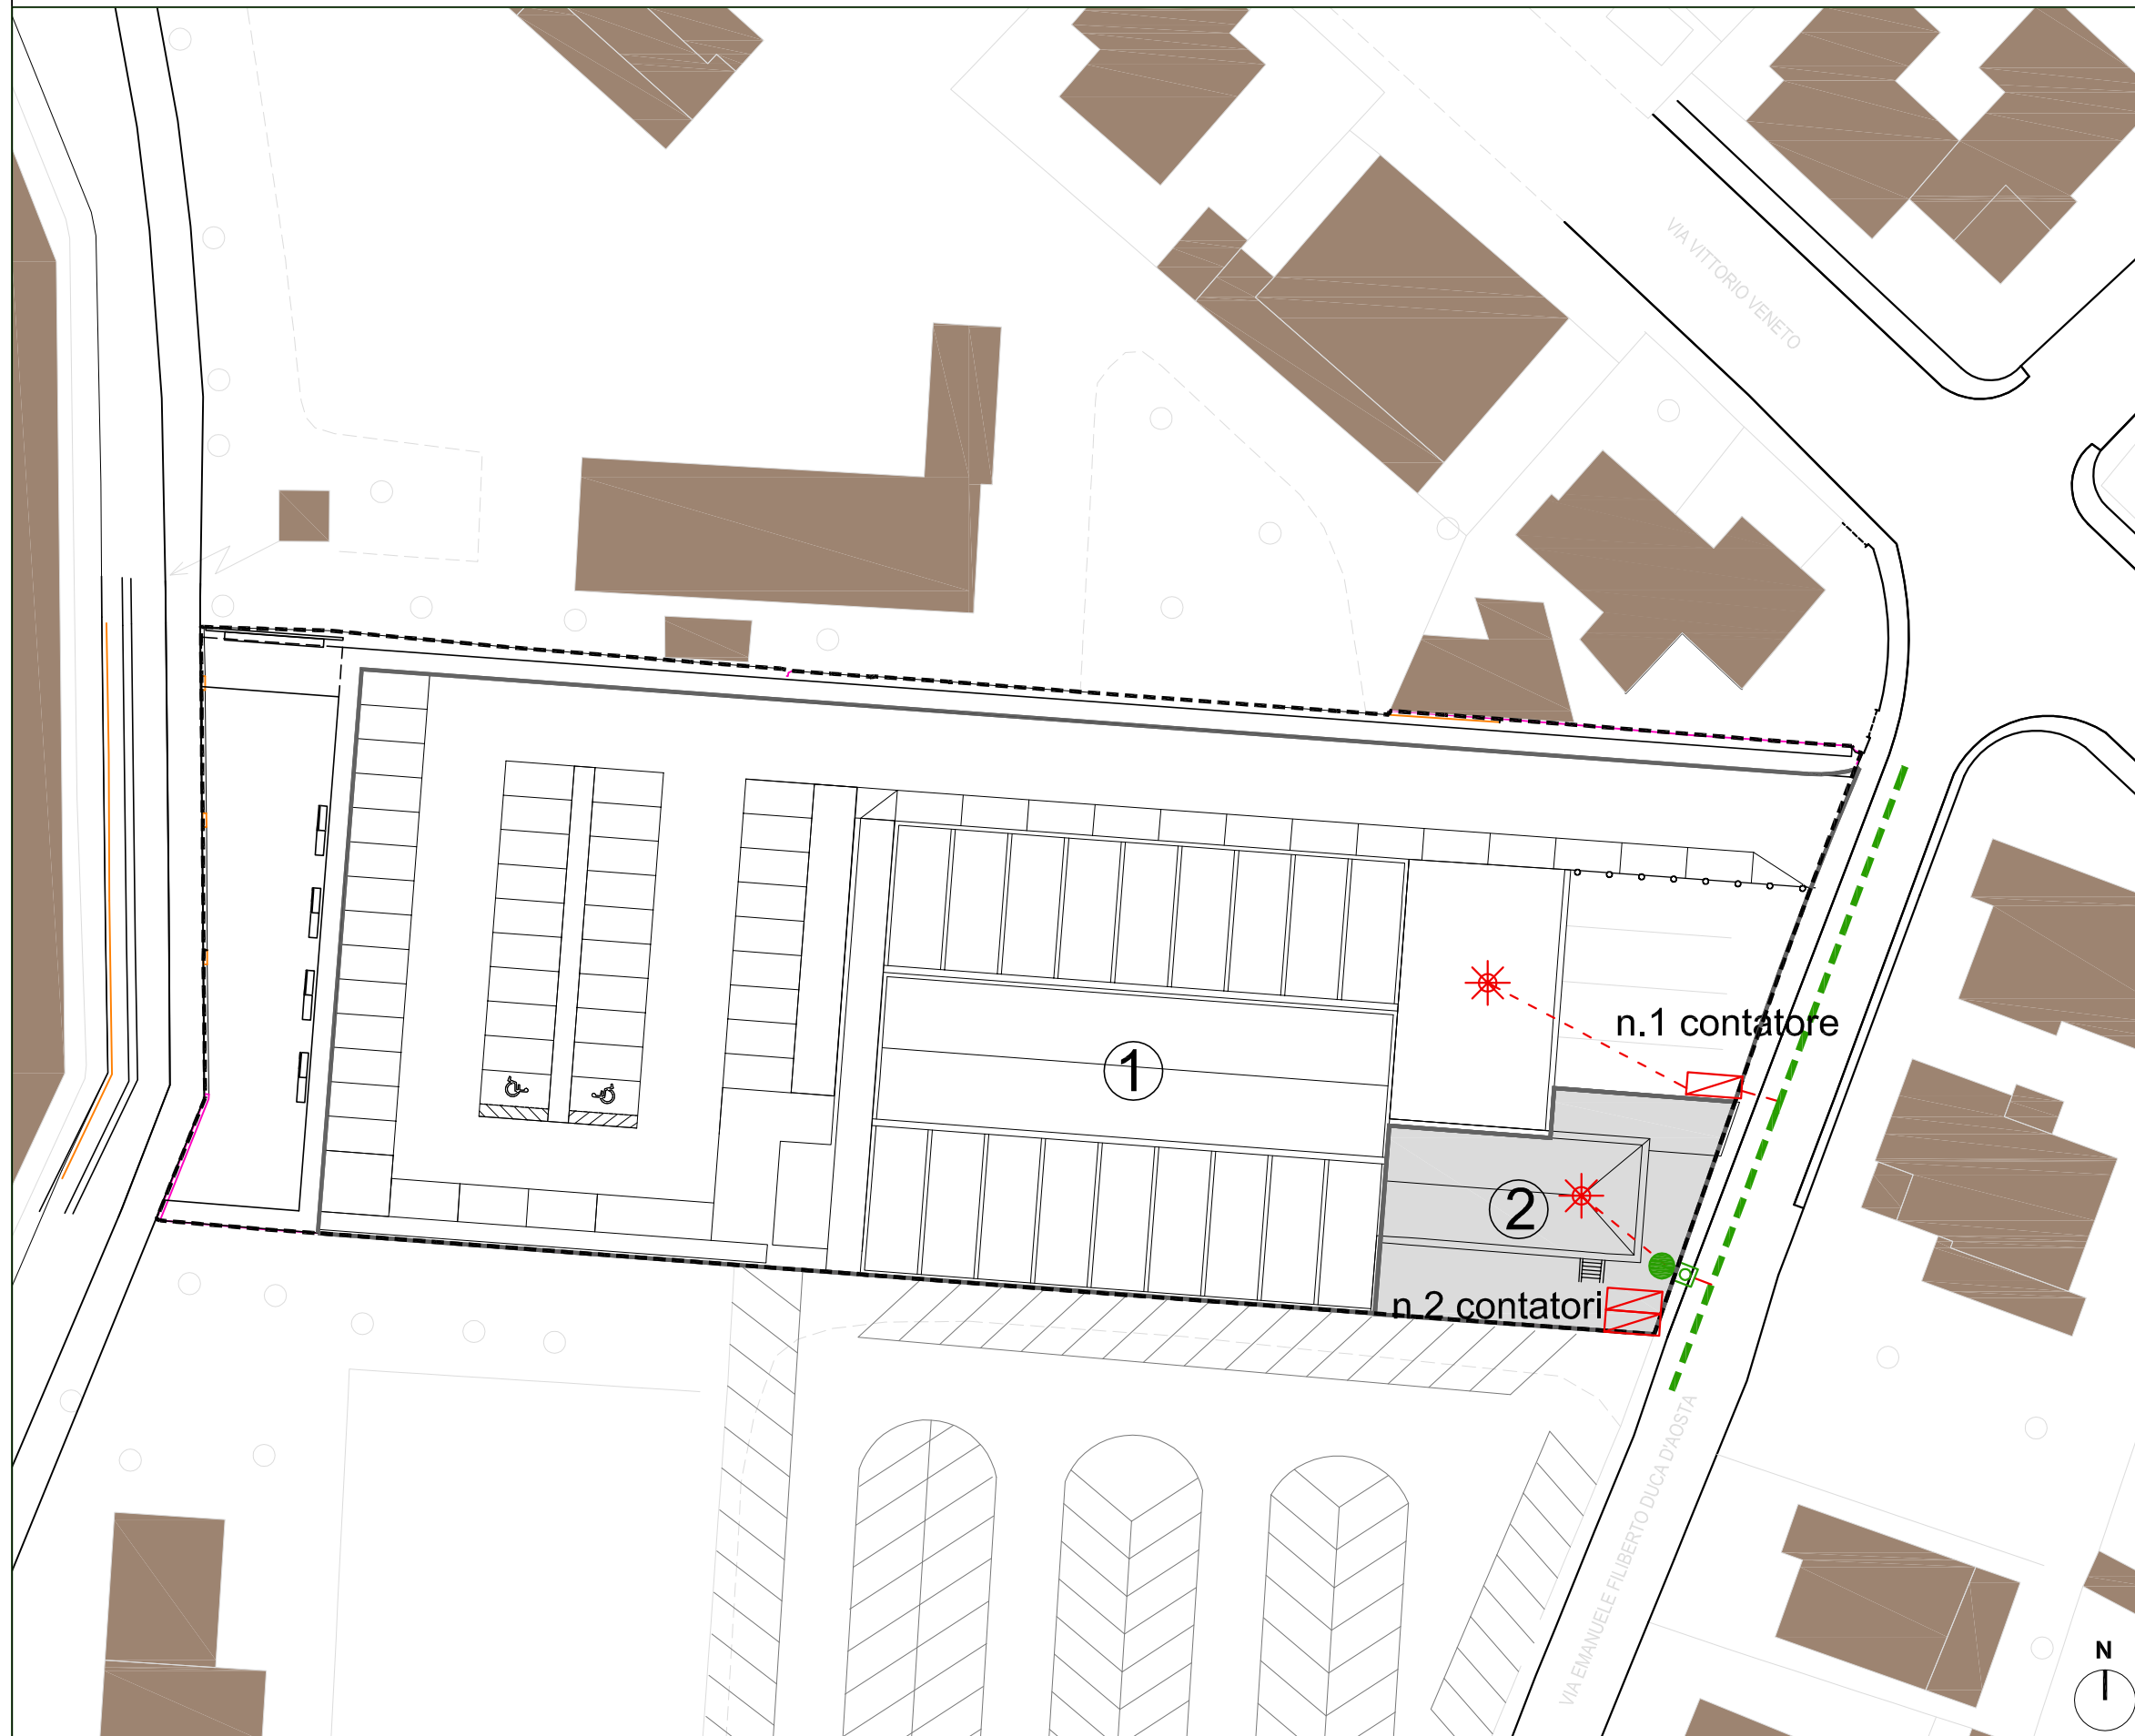 VIA VITTORIO VENETO
n.1 contatore
1
2
n.2 contatori
VIA EMANUELE FILIBERTO DUCA D'AOSTA
N